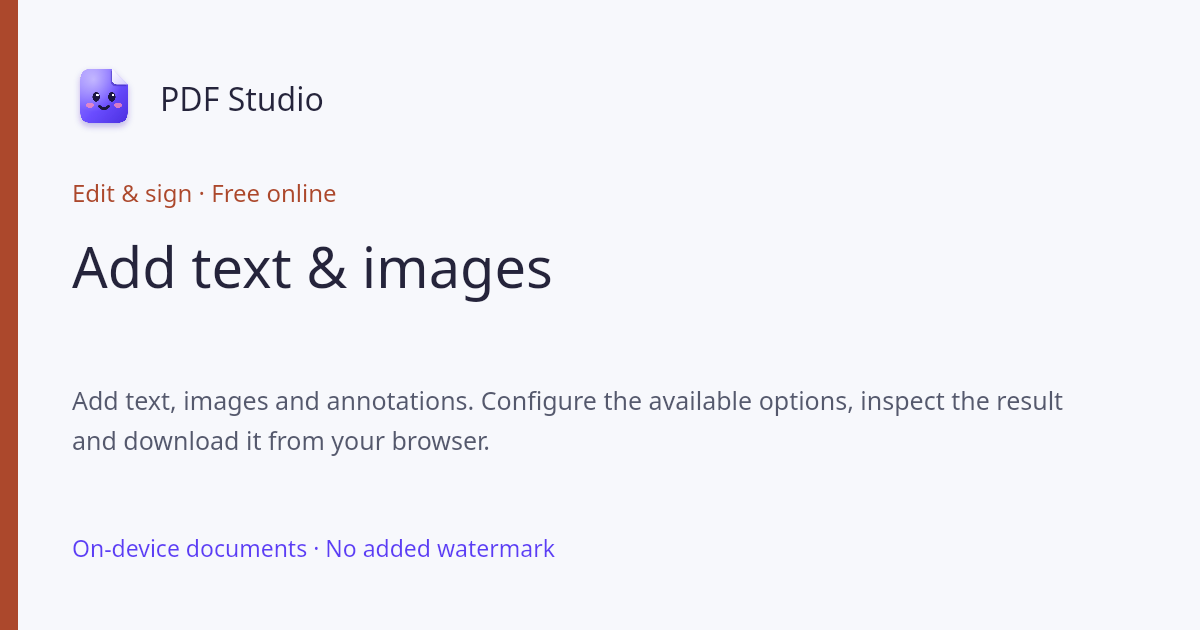 PDF Studio
Edit & sign · Free online
Add text & images
Add text, images and annotations. Configure the available options, inspect the result
and download it from your browser.
On-device documents · No added watermark